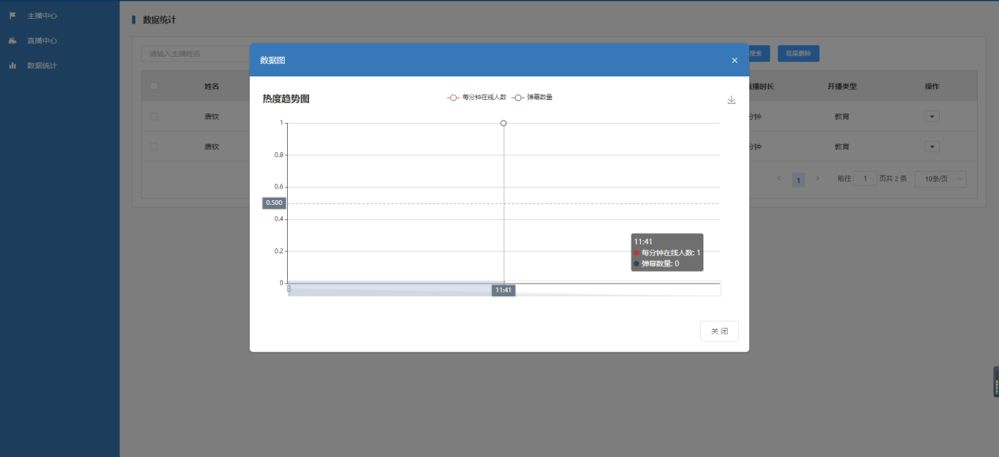 主播中心
直播中心
数据统计
数据统计
请输入主播姓名
搜索
批量删除
姓名
直播时长
开播类型
操作
唐钦
分钟
教育
唐钦
分钟
教育
1
前往
1
页共 2 条
10条/页
数据图
热度趋势图
每分钟在线人数
弹幕数量
1
0.8
0.6
0.500
0.4
0.2
0
11:41
11:41
每分钟在线人数: 1
弹幕数量: 0
关 闭